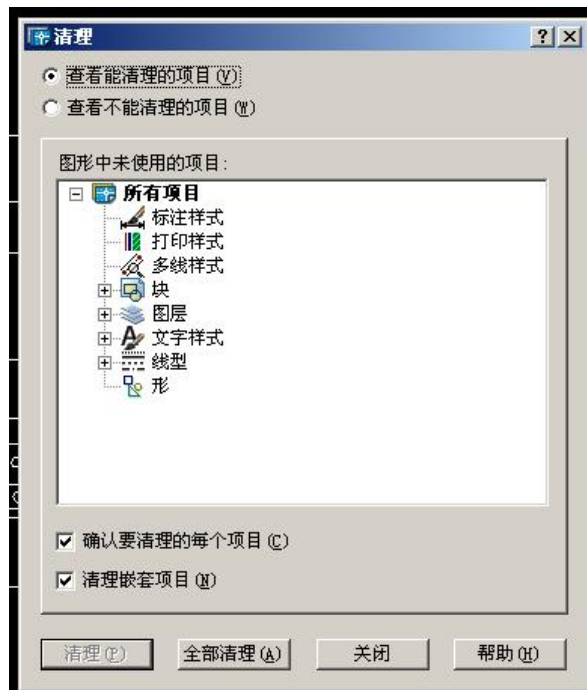 清理
查看能清理的项目(V)
查看不能清理的项目(W)
图形中未使用的项目:
所有项目
标注样式
打印样式
多线样式
块
图层
文字样式
线型
形
确认要清理的每个项目(C)
清理嵌套项目(N)
清理(P) 全部清理(A) 关闭 帮助(H)